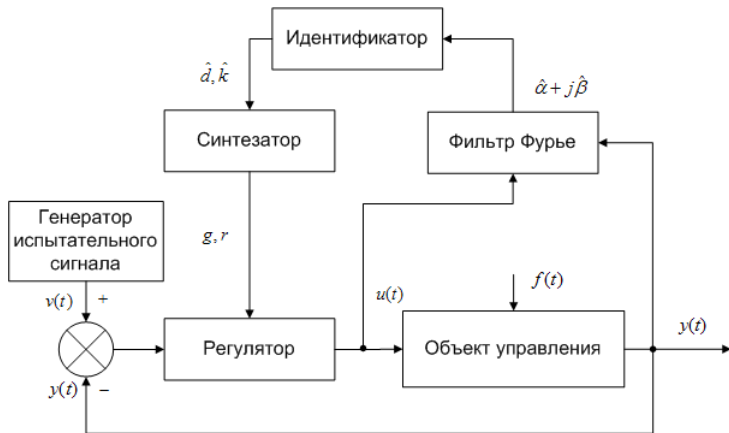 Идентификатор
d̂, k̂
α̂ + jβ̂
Синтезатор
Фильтр Фурье
Генератор
испытательного
сигнала
g, r
v(t)
+
u(t)
f(t)
Регулятор
Объект управления
y(t)
y(t)
−